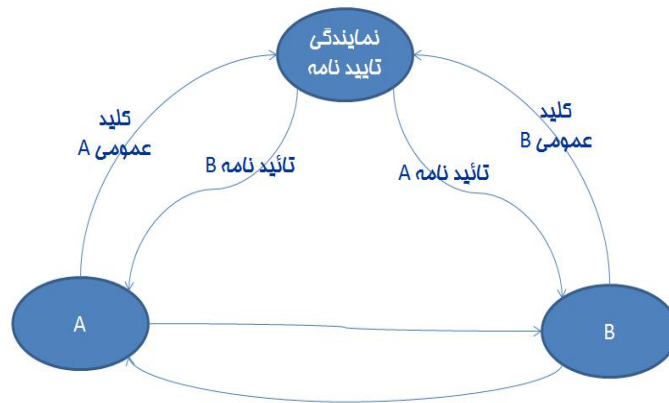 نمایندگی
تایید نامه
کلید
عمومی A
کلید
عمومی B
تائید نامه B
تائید نامه A
A
B